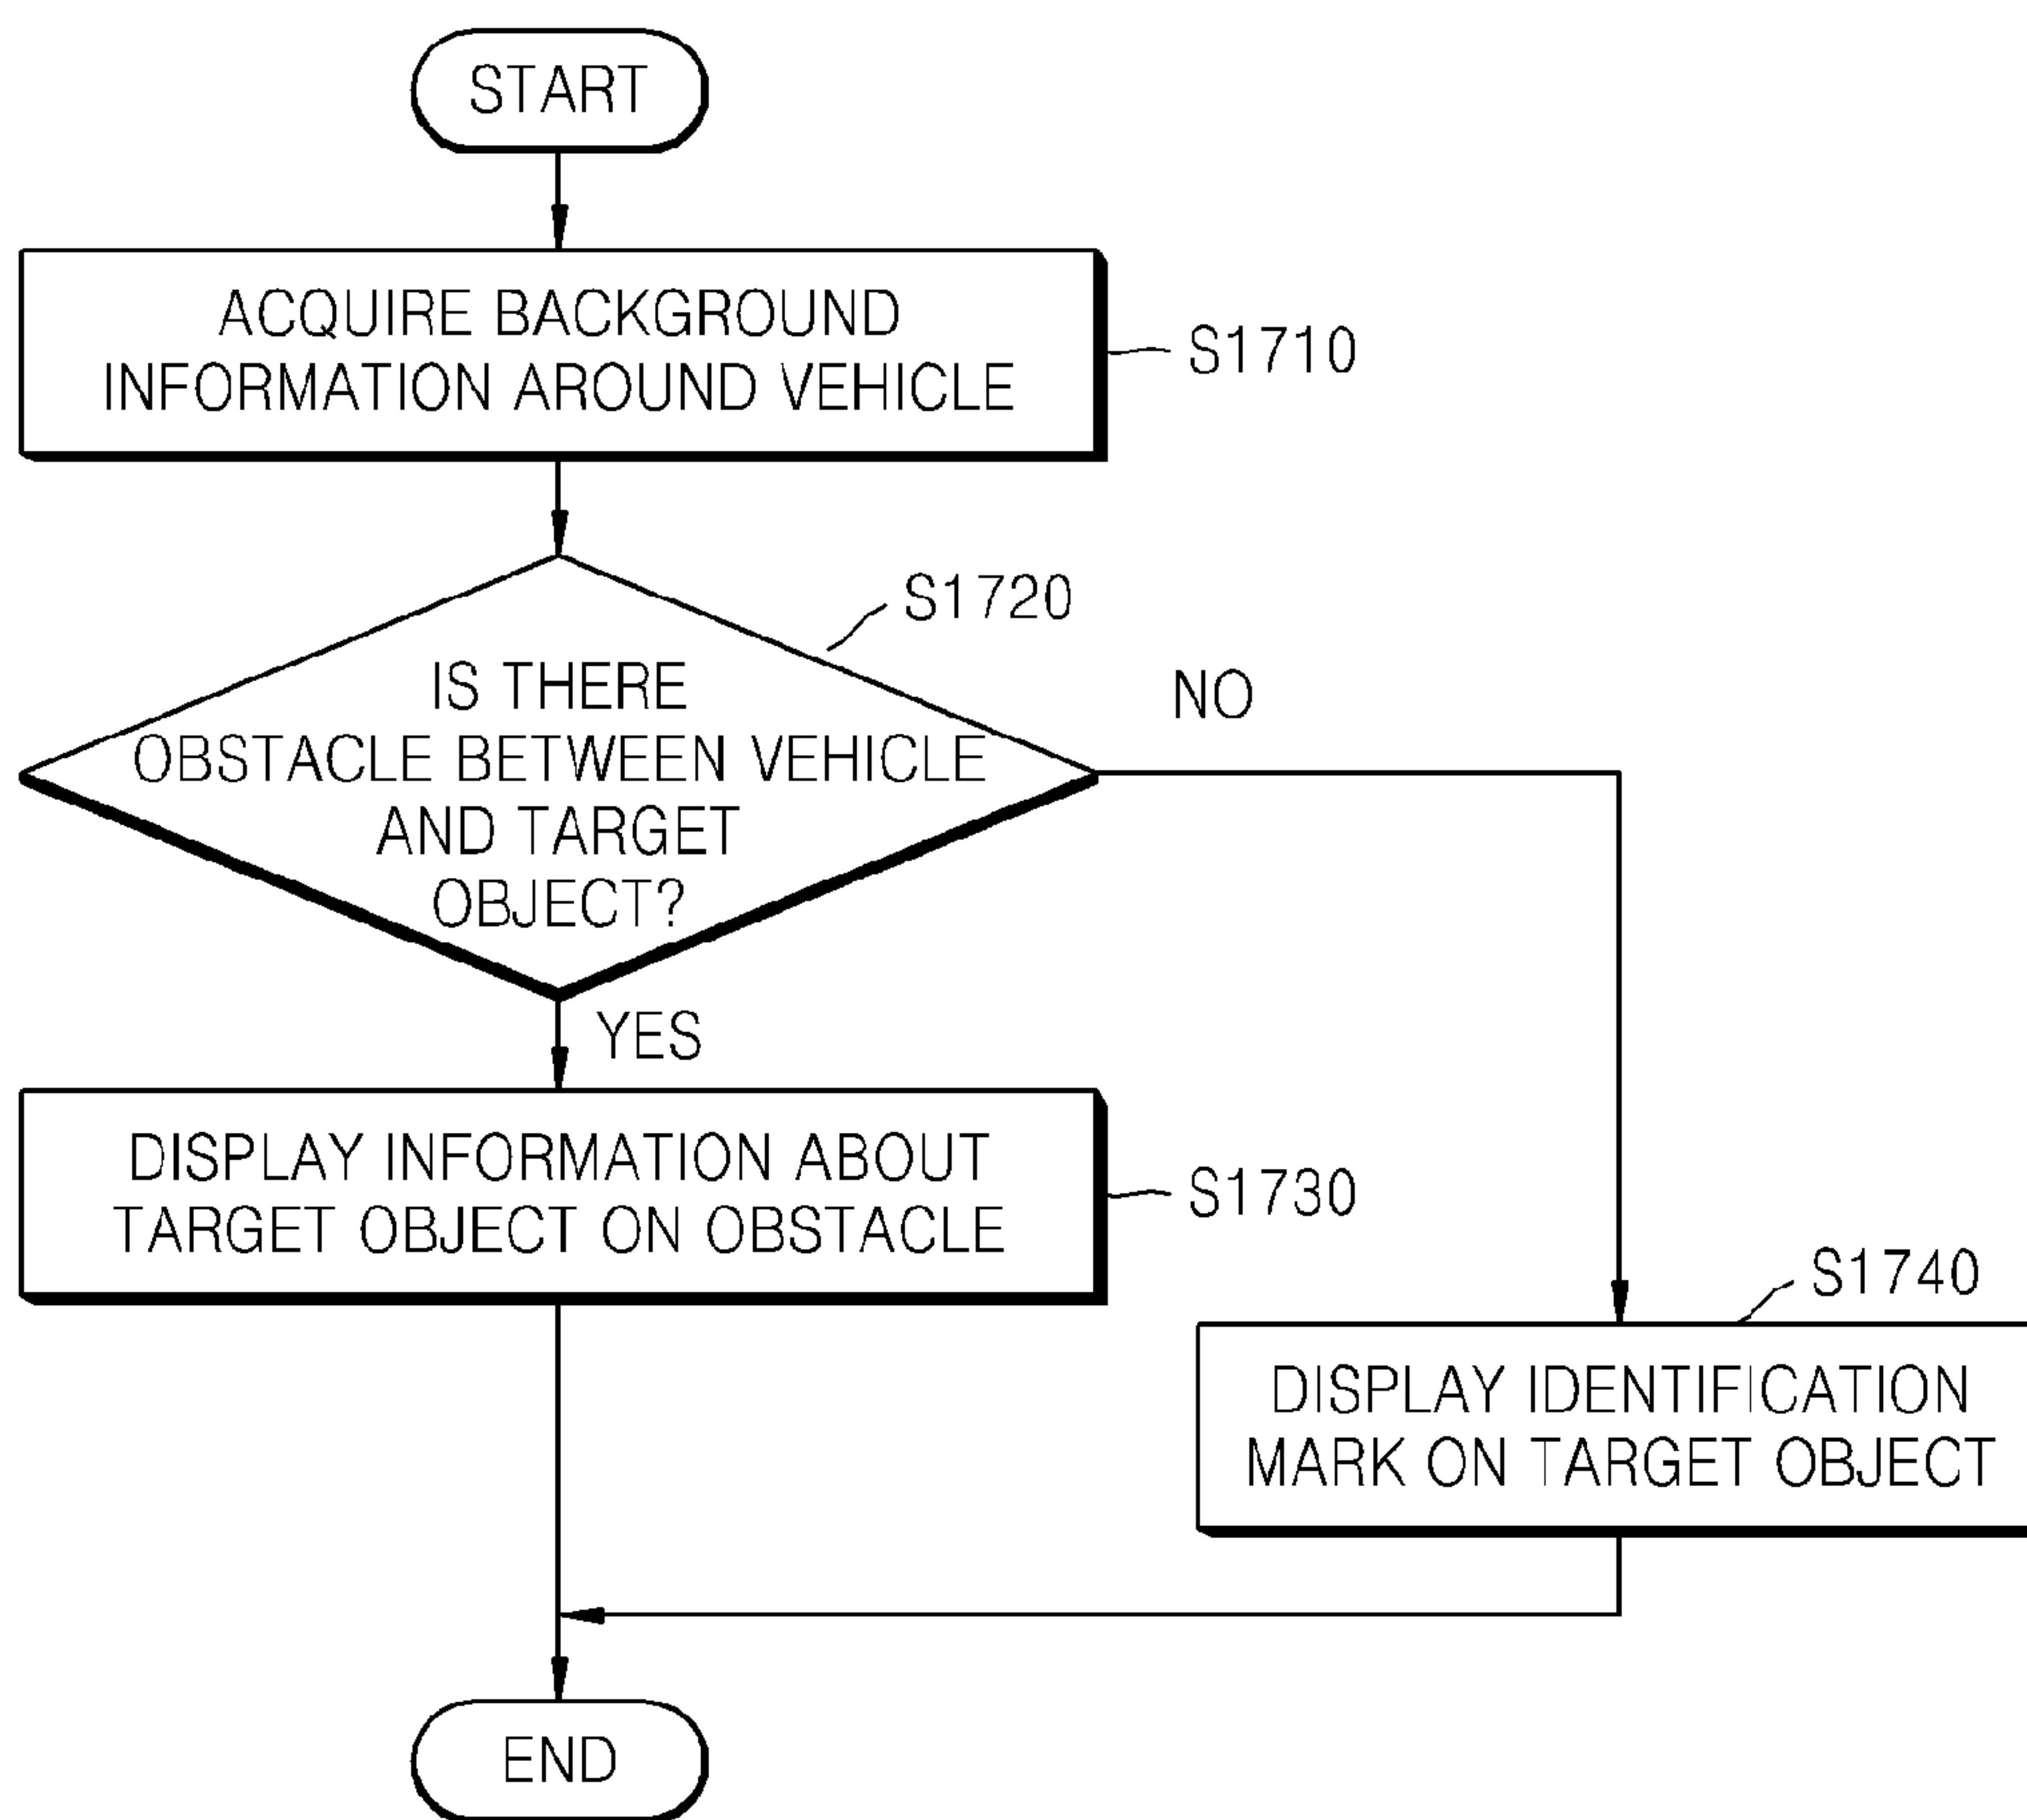 START
ACQUIRE BACKGROUND
INFORMATION AROUND VEHICLE
S1710
S1720
IS THERE
OBSTACLE BETWEEN VEHICLE
AND TARGET
OBJECT?
NO
YES
DISPLAY INFORMATION ABOUT
TARGET OBJECT ON OBSTACLE
S1730
S1740
DISPLAY IDENTIFICATION
MARK ON TARGET OBJECT
END